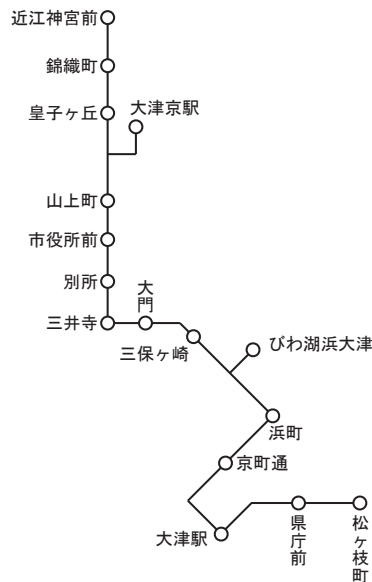 近江神宮前
錦織町
皇子ヶ丘
大津京駅
山上町
市役所前
別所
三井寺
大門
三保ヶ崎
びわ湖浜大津
浜町
京町通
大津駅
県庁前
松ヶ枝町